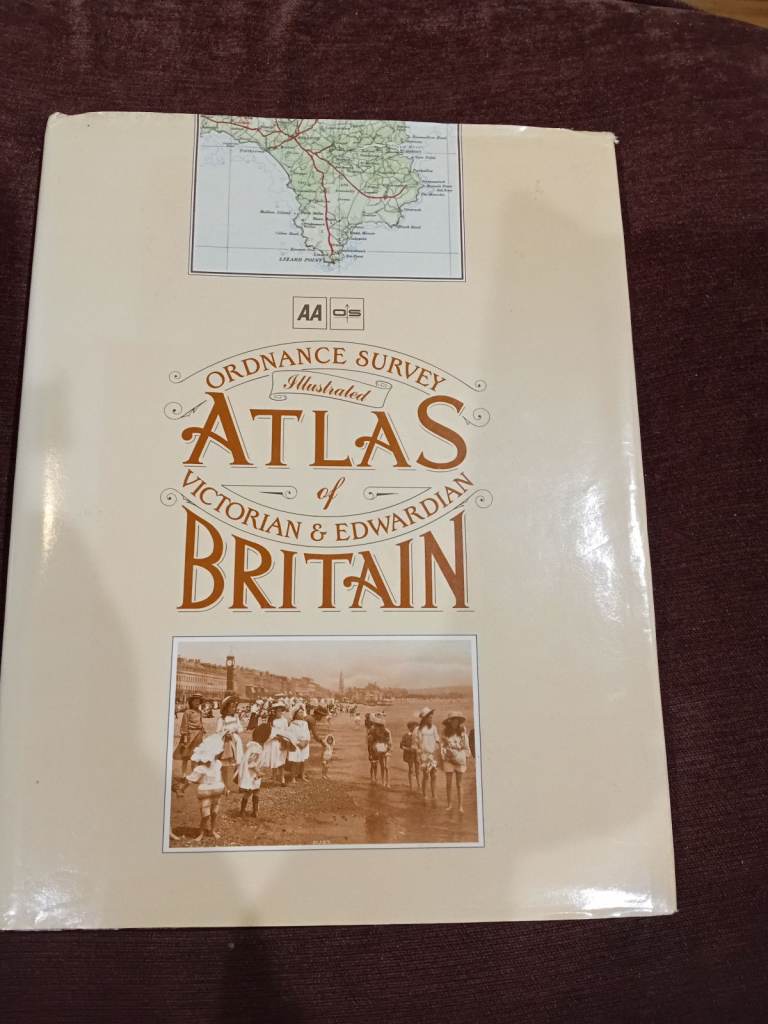 LIZARD POINT
AA OS
ORDNANCE SURVEY
Illustrated
ATLAS
of
VICTORIAN & EDWARDIAN
BRITAIN